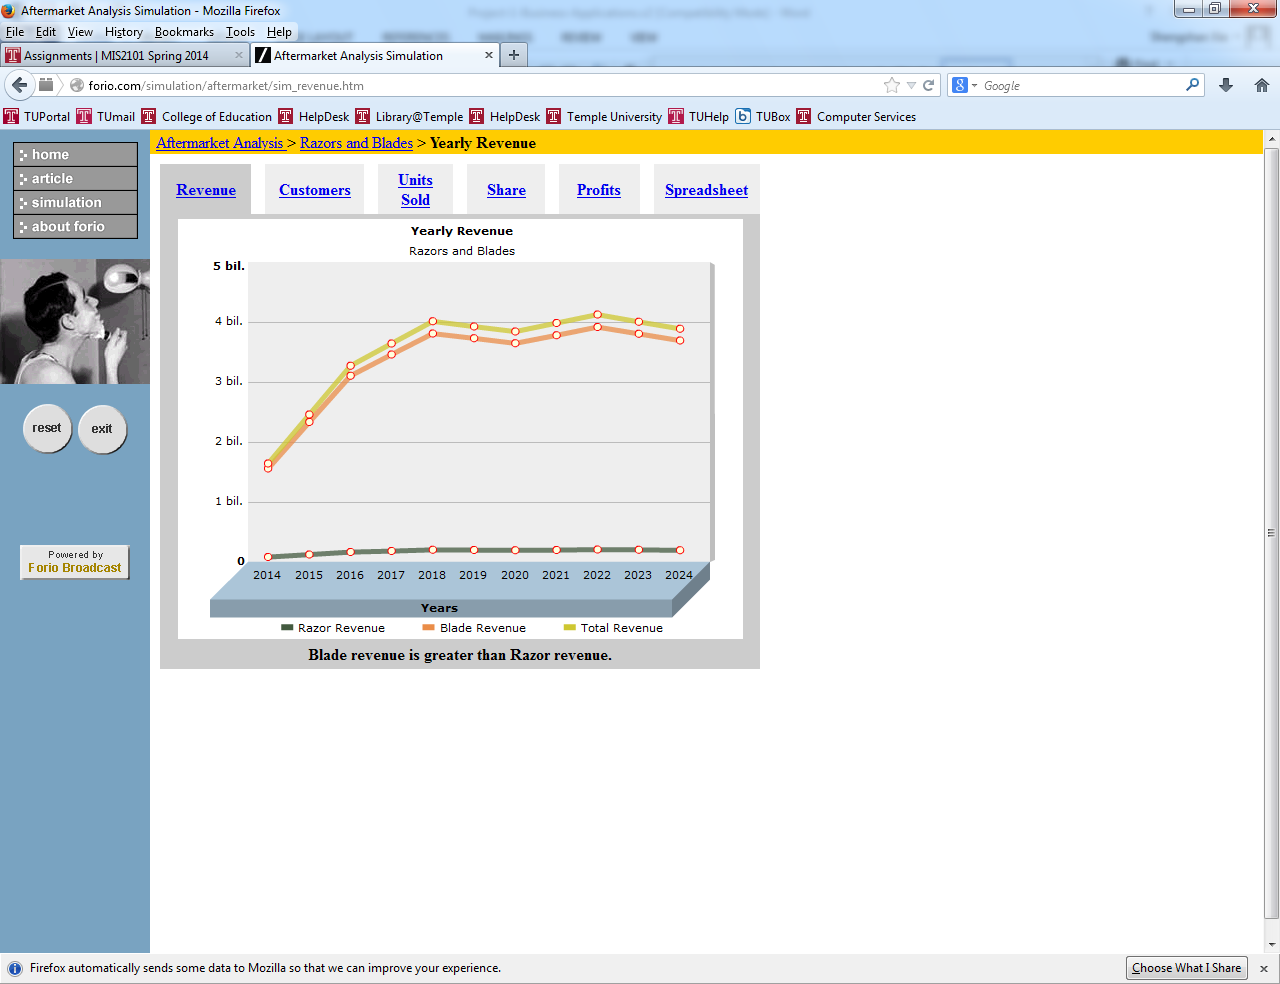 Aftermarket Analysis Simulation - Mozilla Firefox
File Edit View History Bookmarks Tools Help
Assignments | MIS2101 Spring 2014
Aftermarket Analysis Simulation
forio.com/simulation/aftermarket/sim_revenue.htm
Google
TUPortal TUmail College of Education HelpDesk Library@Temple HelpDesk Temple University TUHelp TUBox Computer Services
Aftermarket Analysis > Razors and Blades > Yearly Revenue
home
article
simulation
about forio
reset
exit
Powered by
Forio Broadcast
Revenue
Customers
Units
Sold
Share
Profits
Spreadsheet
Yearly Revenue
Razors and Blades
5 bil.
4 bil.
3 bil.
2 bil.
1 bil.
0
2014 2015 2016 2017 2018 2019 2020 2021 2022 2023 2024
Years
Razor Revenue Blade Revenue Total Revenue
Blade revenue is greater than Razor revenue.
Firefox automatically sends some data to Mozilla so that we can improve your experience.
Choose What I Share